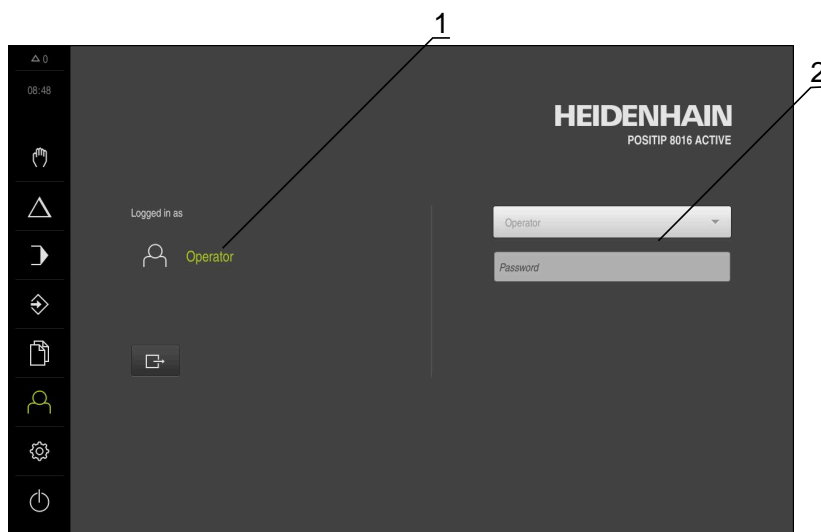 1
2
△ 0
08:48
HEIDENHAIN
POSITIP 8016 ACTIVE
Logged in as
Operator
Operator
Password